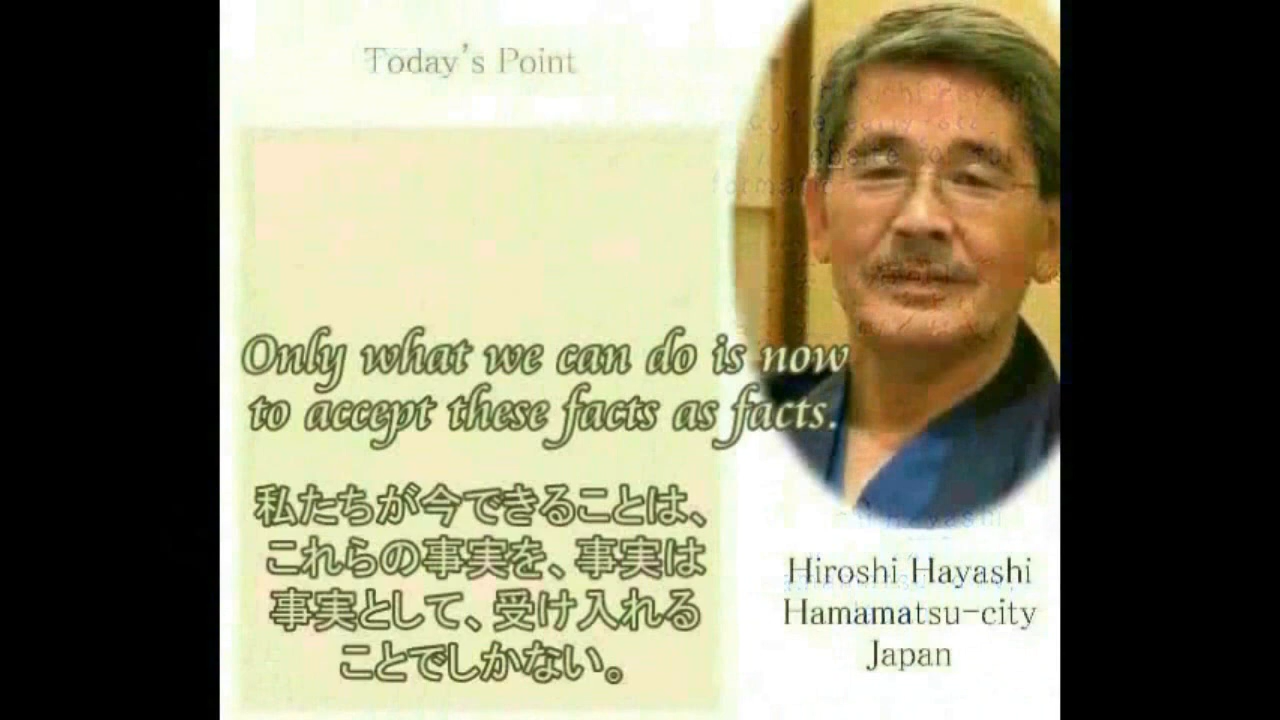 Today's Point
Only what we can do is now
to accept these facts as facts.
私たちが今できることは、
これらの事実を、事実は
事実として、受け入れる
ことでしかない。
Hiroshi Hayashi
Hamamatsu-city
Japan